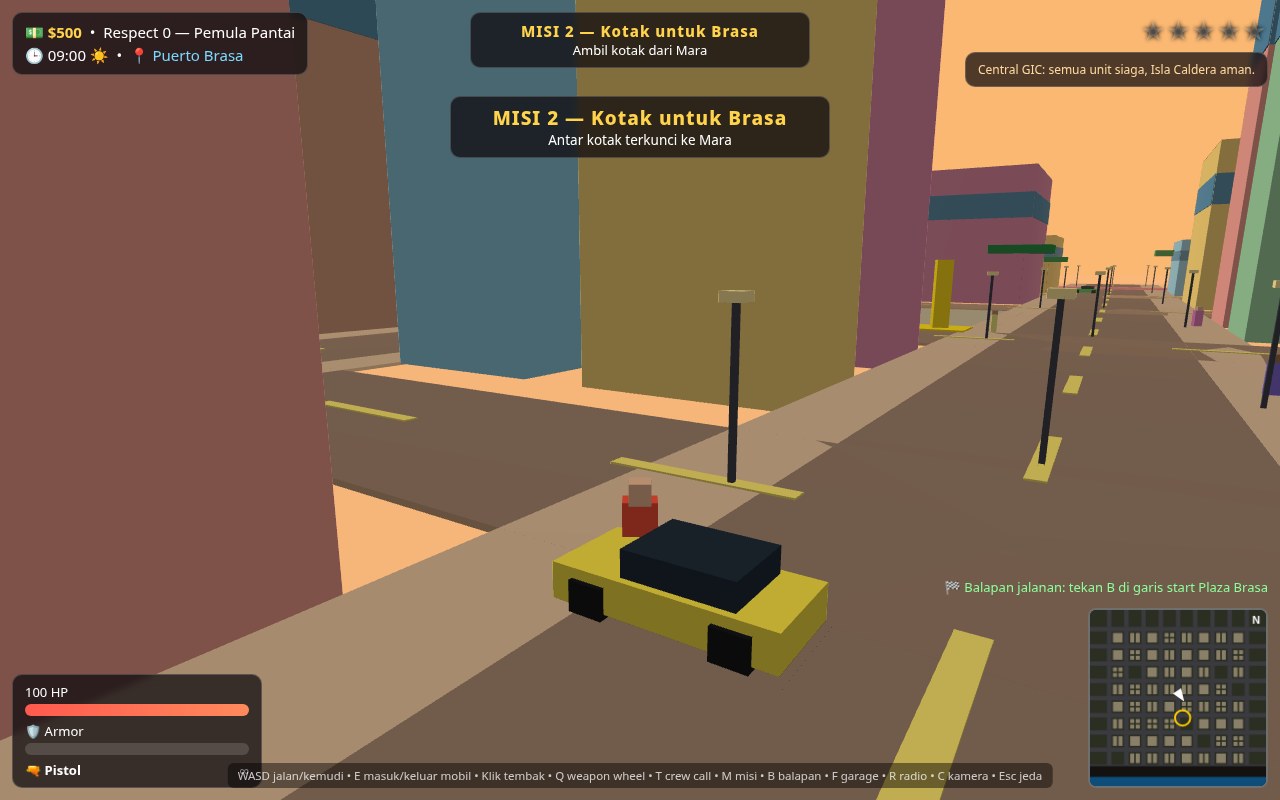 💵 $500 • Respect 0 — Pemula Pantai
🕒 09:00 ☀️ • 📍 Puerto Brasa
MISI 2 — Kotak untuk Brasa
Ambil kotak dari Mara
MISI 2 — Kotak untuk Brasa
Antar kotak terkunci ke Mara
★★★★★
Central GIC: semua unit siaga, Isla Caldera aman.
🏁 Balapan jalanan: tekan B di garis start Plaza Brasa
N
100 HP
🛡️ Armor
🔫 Pistol
WASD jalan/kemudi • E masuk/keluar mobil • Klik tembak • Q weapon wheel • T crew call • M misi • B balapan • F garage • R radio • C kamera • Esc jeda